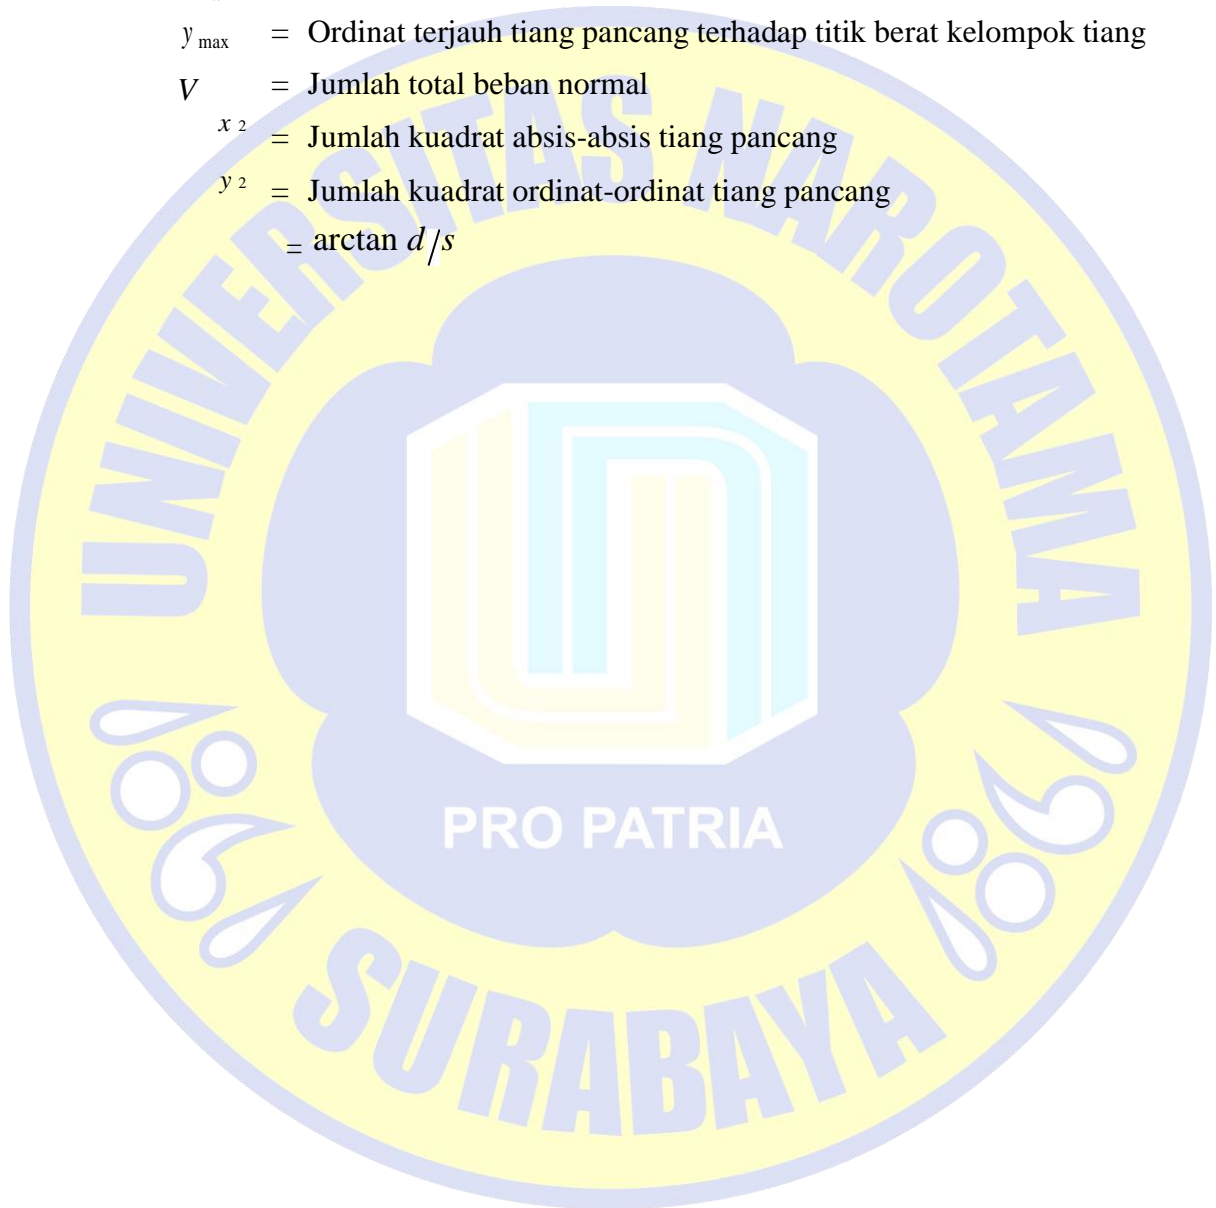 y max = Ordinat terjauh tiang pancang terhadap titik berat kelompok tiang
V = Jumlah total beban normal
x 2 = Jumlah kuadrat absis-absis tiang pancang
y 2 = Jumlah kuadrat ordinat-ordinat tiang pancang
= arctan d/s
UNIVERSITAS NAROTAMA
PRO PATRIA
SURABAYA